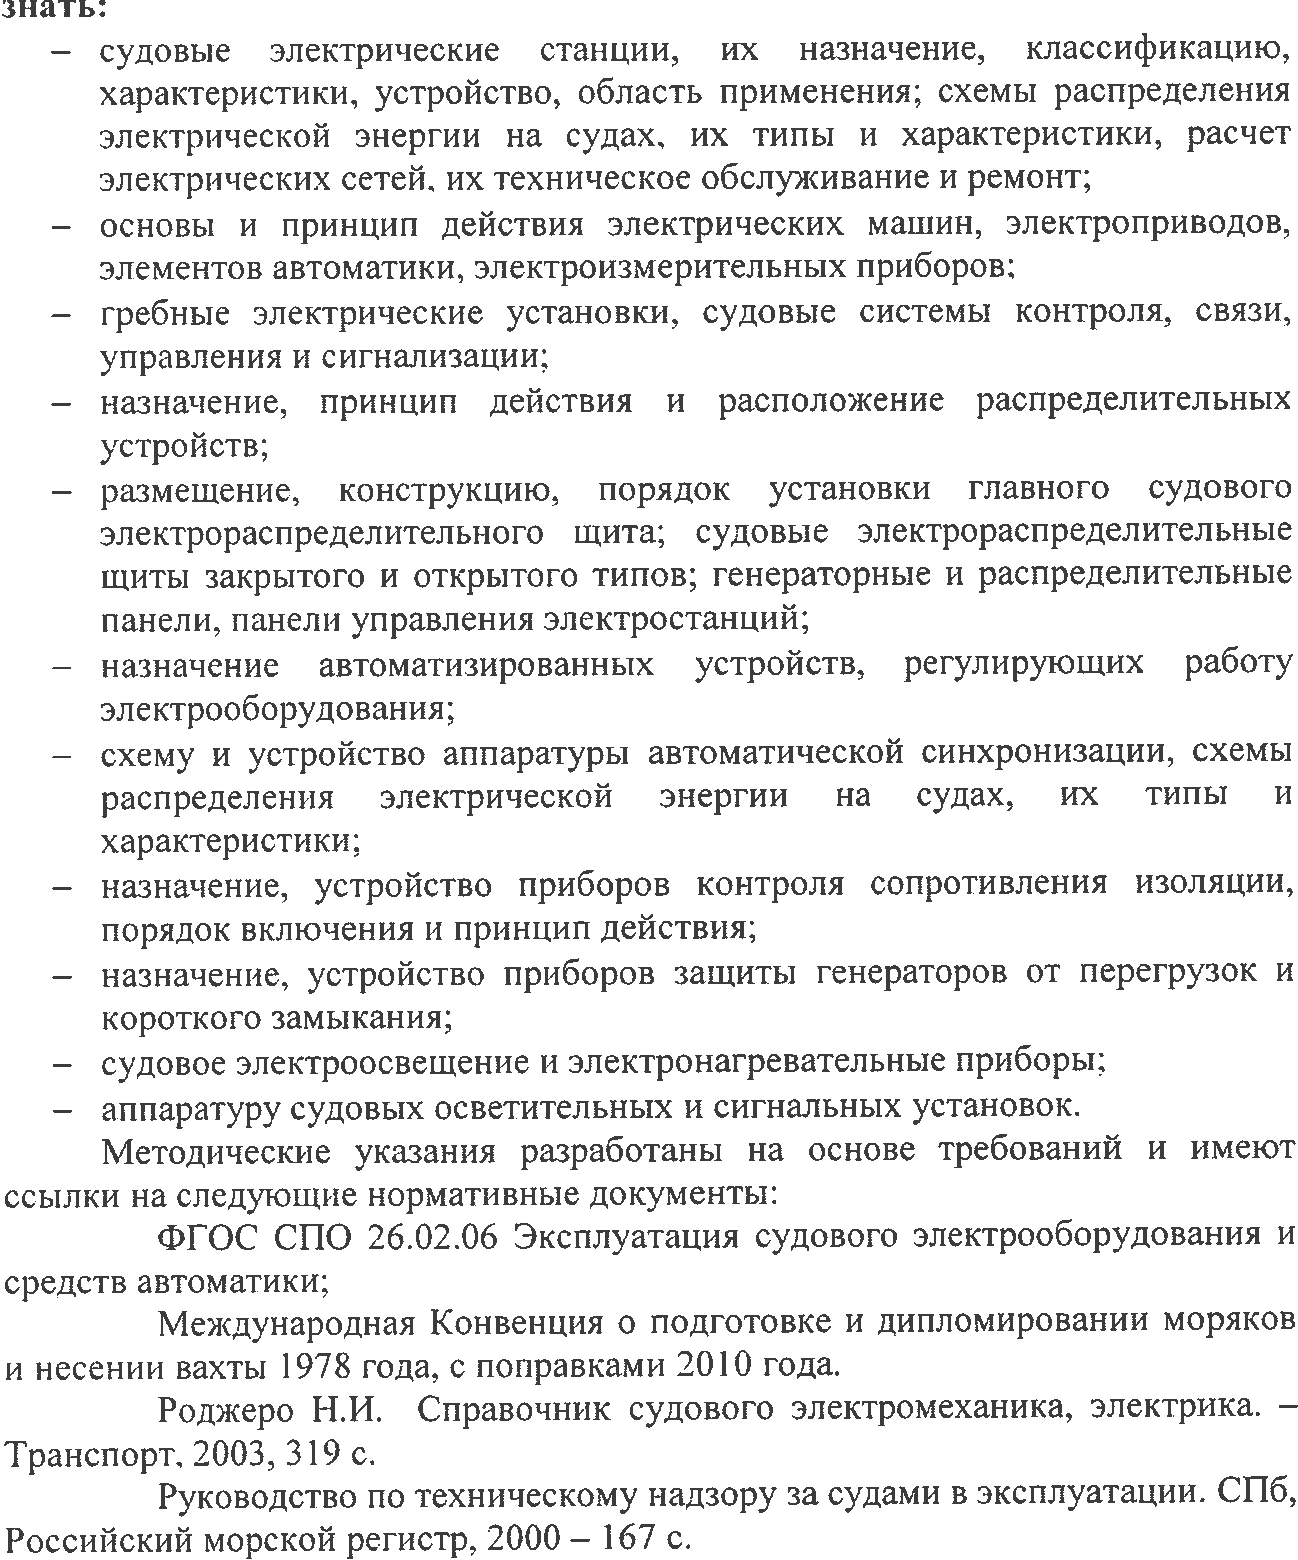 знать:
– судовые электрические станции, их назначение, классификацию,
характеристики, устройство, область применения; схемы распределения
электрической энергии на судах, их типы и характеристики, расчет
электрических сетей, их техническое обслуживание и ремонт;
– основы и принцип действия электрических машин, электроприводов,
элементов автоматики, электроизмерительных приборов;
– гребные электрические установки, судовые системы контроля, связи,
управления и сигнализации;
– назначение, принцип действия и расположение распределительных
устройств;
– размещение, конструкцию, порядок установки главного судового
электрораспределительного щита; судовые электрораспределительные
щиты закрытого и открытого типов; генераторные и распределительные
панели, панели управления электростанций;
– назначение автоматизированных устройств, регулирующих работу
электрооборудования;
– схему и устройство аппаратуры автоматической синхронизации, схемы
распределения электрической энергии на судах, их типы и
характеристики;
– назначение, устройство приборов контроля сопротивления изоляции,
порядок включения и принцип действия;
– назначение, устройство приборов защиты генераторов от перегрузок и
короткого замыкания;
– судовое электроосвещение и электронагревательные приборы;
– аппаратуру судовых осветительных и сигнальных установок.
Методические указания разработаны на основе требований и имеют
ссылки на следующие нормативные документы:
ФГОС СПО 26.02.06 Эксплуатация судового электрооборудования и
средств автоматики;
Международная Конвенция о подготовке и дипломировании моряков
и несении вахты 1978 года, с поправками 2010 года.
Роджеро Н.И. Справочник судового электромеханика, электрика. –
Транспорт, 2003, 319 с.
Руководство по техническому надзору за судами в эксплуатации. СПб,
Российский морской регистр, 2000 – 167 с.